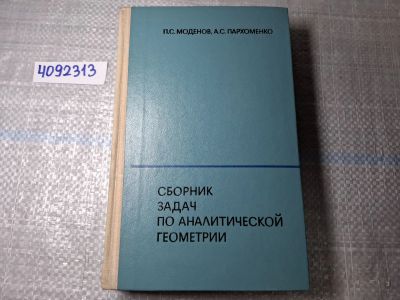 П.С. МОДЕНОВ, А.С. ПАРХОМЕНКО
4092313
СБОРНИК
ЗАДАЧ
ПО АНАЛИТИЧЕСКОЙ
ГЕОМЕТРИИ